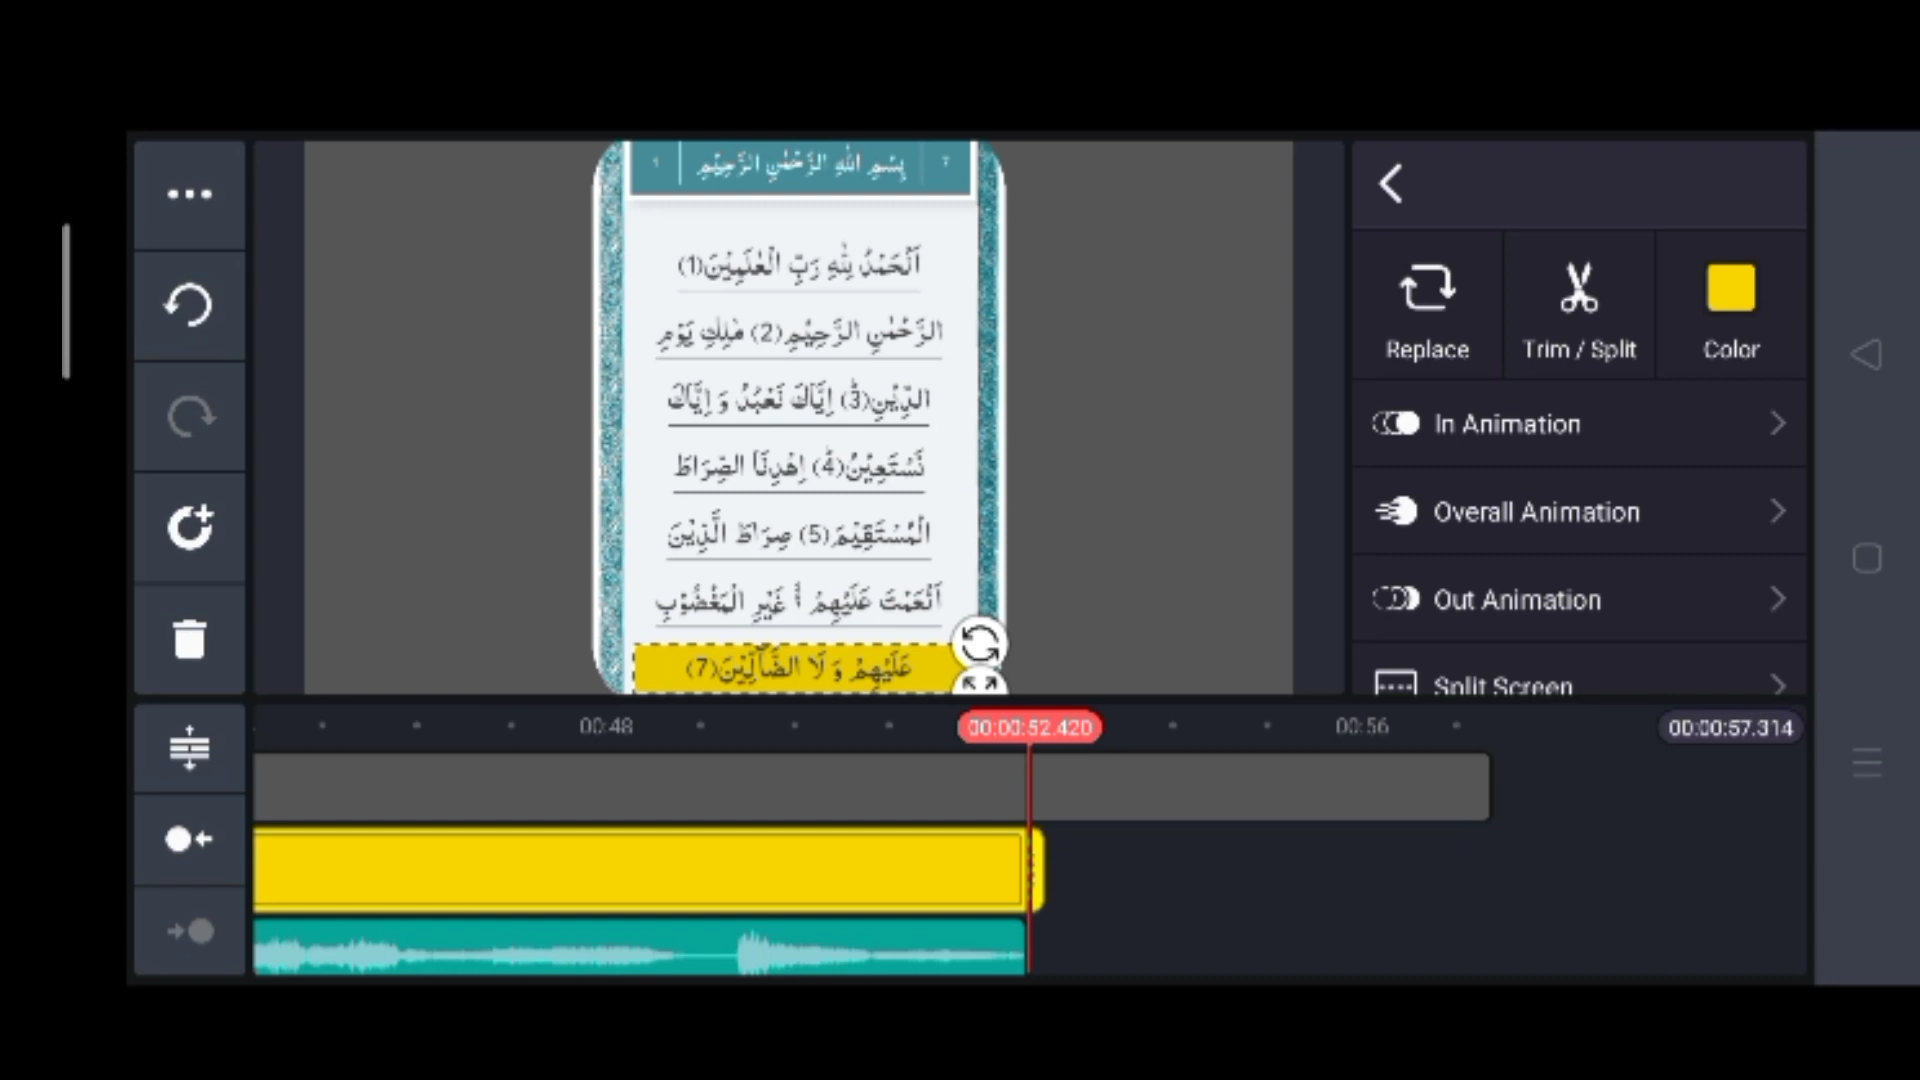 بِسْمِ اللهِ الرَّحْمٰنِ الرَّحِيْمِ
اَلْحَمْدُ لِلّٰهِ رَبِّ الْعٰلَمِيْنَ(1)
الرَّحْمٰنِ الرَّحِيْمِ(2) مٰلِكِ يَوْمِ
الدِّيْنِ(3) اِيَّاكَ نَعْبُدُ وَ اِيَّاكَ
نَسْتَعِيْنُ(4) اِهْدِنَا الصِّرَاطَ
الْمُسْتَقِيْمَ(5) صِرَاطَ الَّذِيْنَ
اَنْعَمْتَ عَلَيْهِمْ غَيْرِ الْمَغْضُوْبِ
عَلَيْهِمْ وَ لَا الضَّآلِّيْنَ(7)
Replace
Trim / Split
Color
In Animation
Overall Animation
Out Animation
Split Screen
00:48
00:00:52.420
00:56
00:00:57.314